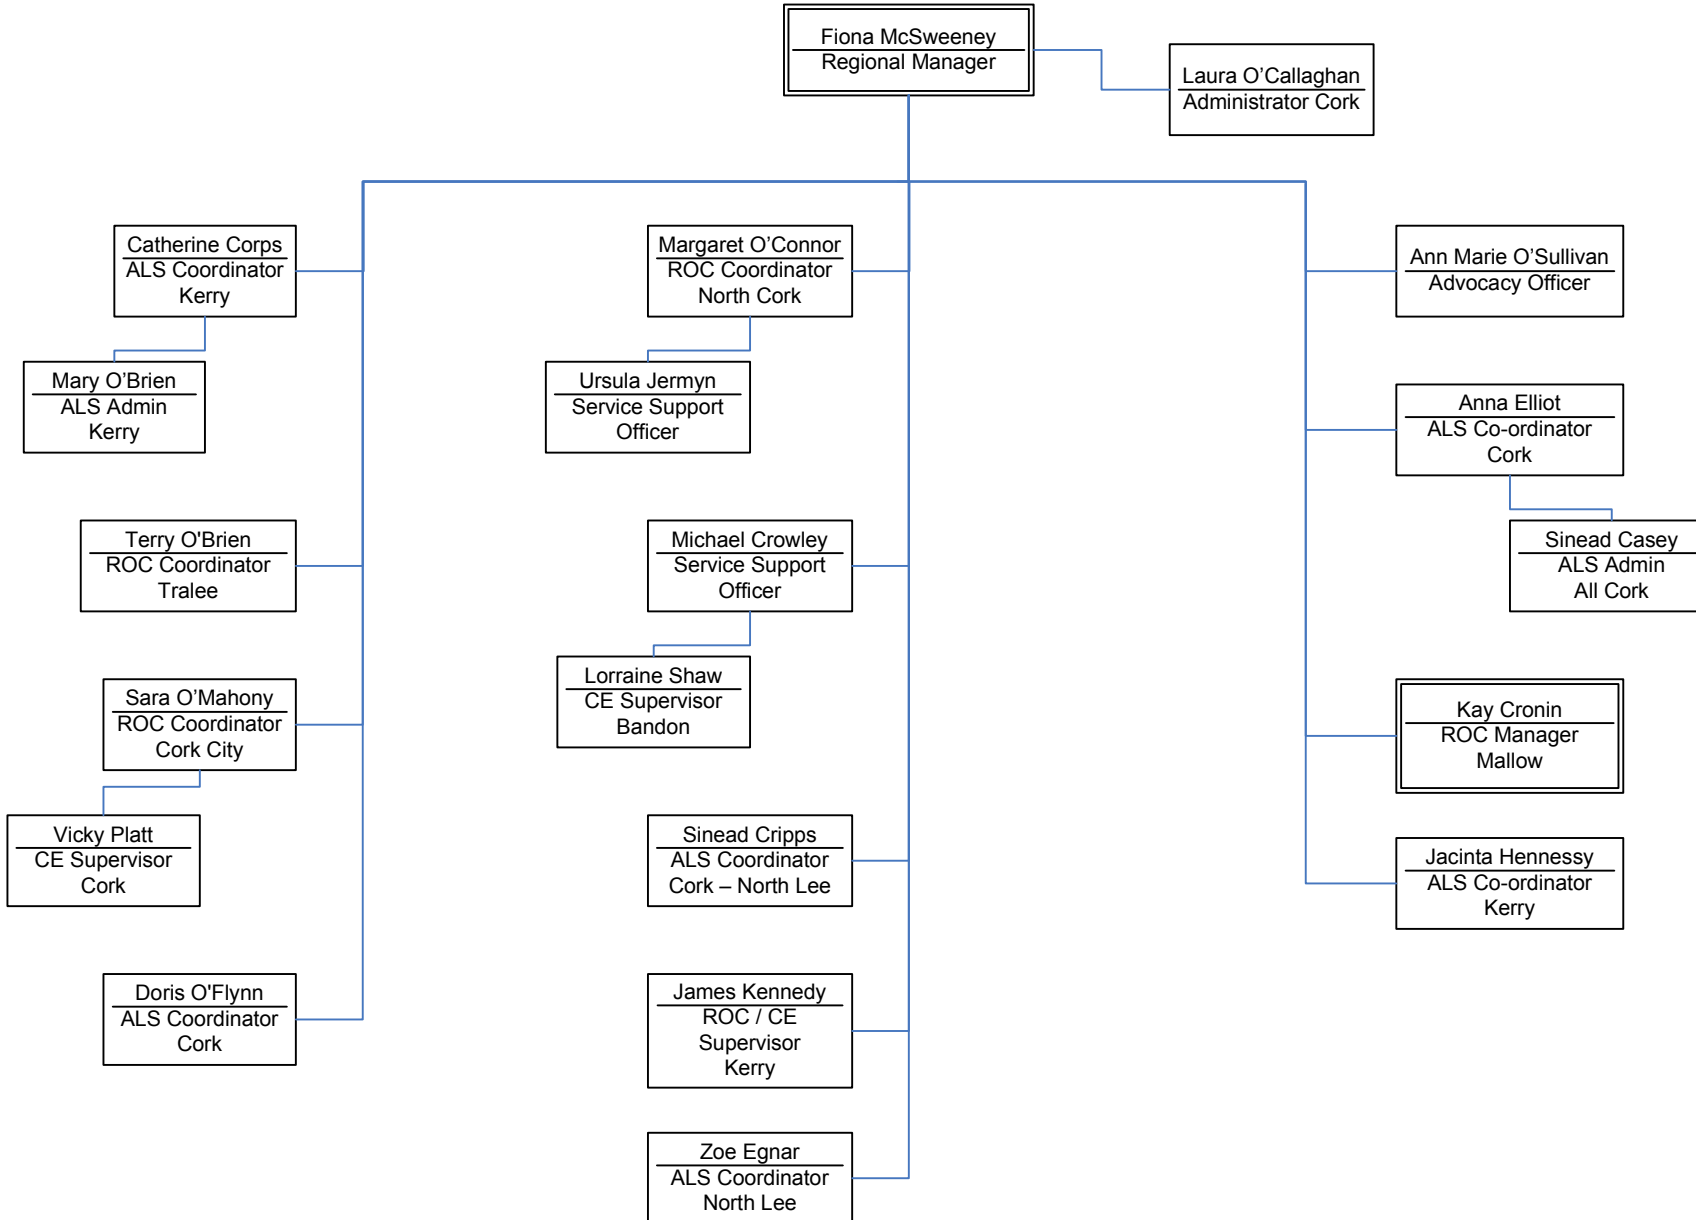 Fiona McSweeney
Regional Manager
Laura O’Callaghan
Administrator Cork
Catherine Corps
ALS Coordinator
Kerry
Mary O’Brien
ALS Admin
Kerry
Terry O'Brien
ROC Coordinator
Tralee
Sara O’Mahony
ROC Coordinator
Cork City
Vicky Platt
CE Supervisor
Cork
Doris O'Flynn
ALS Coordinator
Cork
Margaret O’Connor
ROC Coordinator
North Cork
Ursula Jermyn
Service Support
Officer
Michael Crowley
Service Support
Officer
Lorraine Shaw
CE Supervisor
Bandon
Sinead Cripps
ALS Coordinator
Cork – North Lee
James Kennedy
ROC / CE
Supervisor
Kerry
Zoe Egnar
ALS Coordinator
North Lee
Ann Marie O’Sullivan
Advocacy Officer
Anna Elliot
ALS Co-ordinator
Cork
Sinead Casey
ALS Admin
All Cork
Kay Cronin
ROC Manager
Mallow
Jacinta Hennessy
ALS Co-ordinator
Kerry